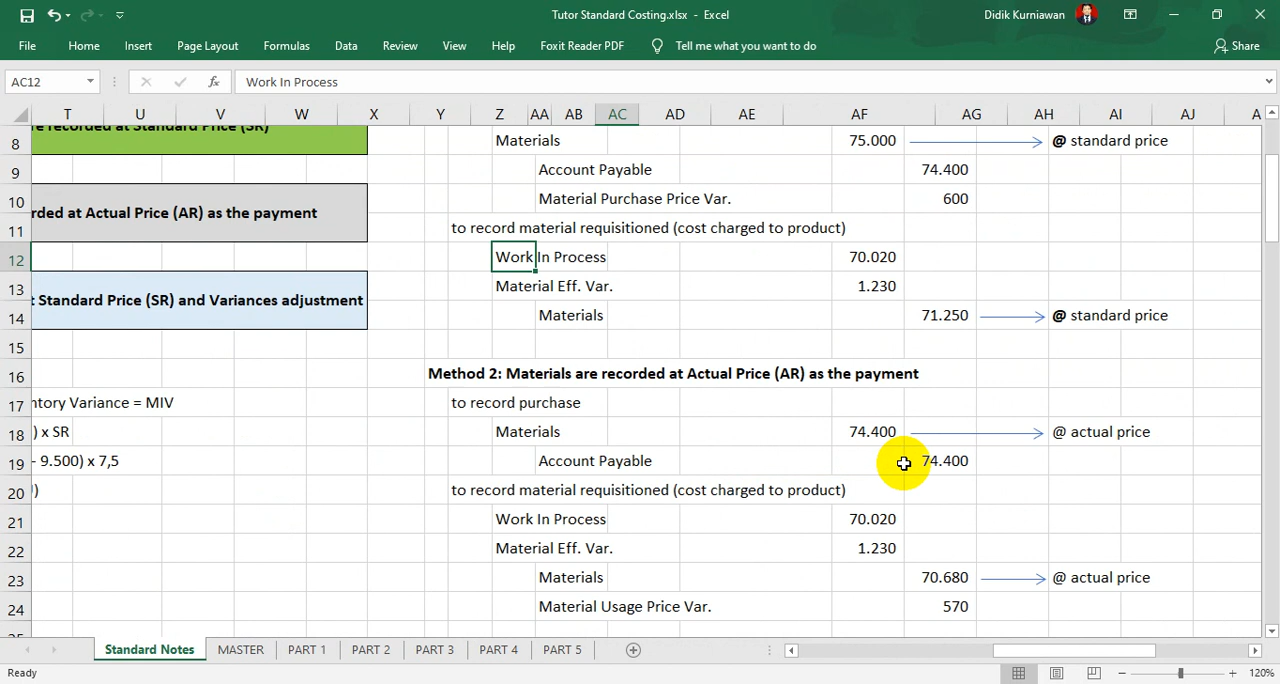 Tutor Standard Costing.xlsx - Excel
Didik Kurniawan
File Home Insert Page Layout Formulas Data Review View Help Foxit Reader PDF Tell me what you want to do Share
AC12 fx Work In Process
T U V W X Y Z AA AB AC AD AE AF AG AH AI AJ A
8 re recorded at Standard Price (SR) Materials 75.000 @ standard price
9 Account Payable 74.400
10 rded at Actual Price (AR) as the payment Material Purchase Price Var. 600
11 to record material requisitioned (cost charged to product)
12 Work In Process 70.020
13 t Standard Price (SR) and Variances adjustment Material Eff. Var. 1.230
14 Materials 71.250 @ standard price
15
16 Method 2: Materials are recorded at Actual Price (AR) as the payment
17 ntory Variance = MIV to record purchase
18 ) x SR Materials 74.400 @ actual price
19 - 9.500) x 7,5 Account Payable 74.400
20 ) to record material requisitioned (cost charged to product)
21 Work In Process 70.020
22 Material Eff. Var. 1.230
23 Materials 70.680 @ actual price
24 Material Usage Price Var. 570
Standard Notes MASTER PART 1 PART 2 PART 3 PART 4 PART 5
Ready 120%